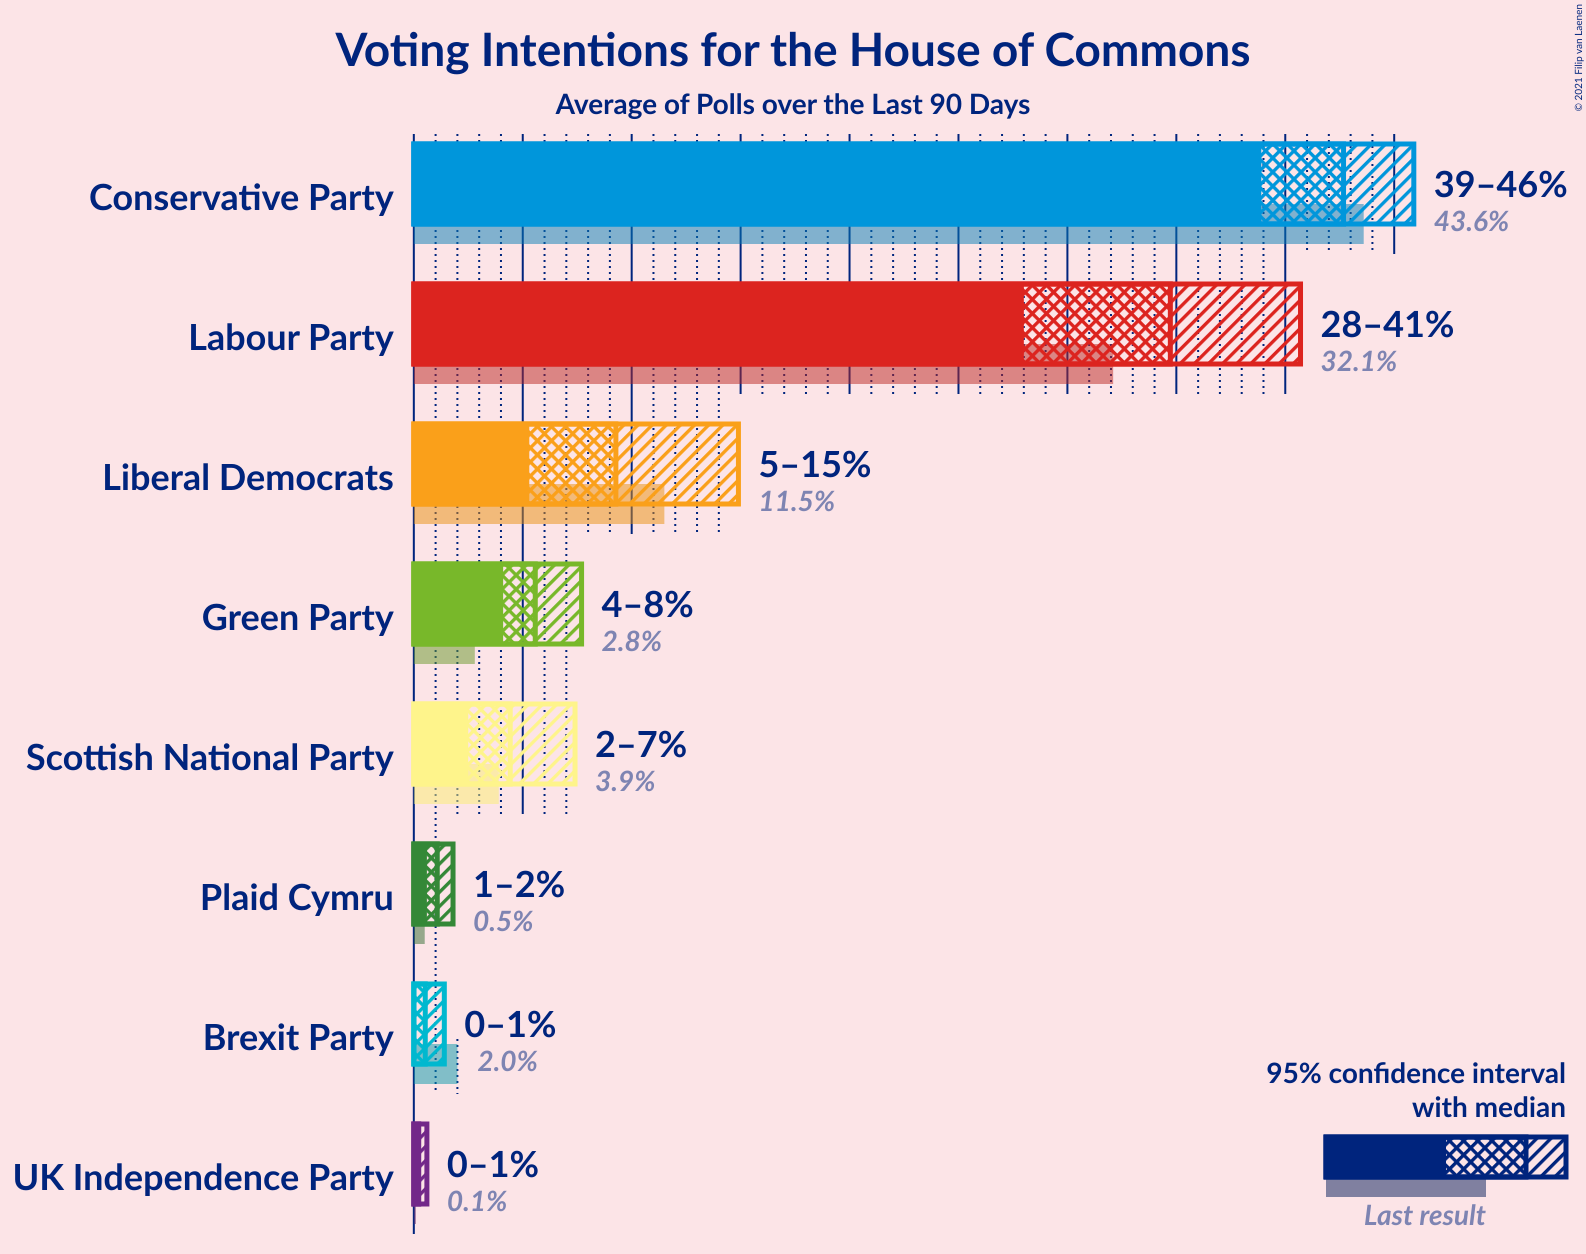 Voting Intentions for the House of Commons
Average of Polls over the Last 90 Days
© 2021 Filip van Laenen
Conservative Party
39–46%
43.6%
Labour Party
28–41%
32.1%
Liberal Democrats
5–15%
11.5%
Green Party
4–8%
2.8%
Scottish National Party
2–7%
3.9%
Plaid Cymru
1–2%
0.5%
Brexit Party
0–1%
2.0%
UK Independence Party
0–1%
0.1%
95% confidence interval
with median
Last result